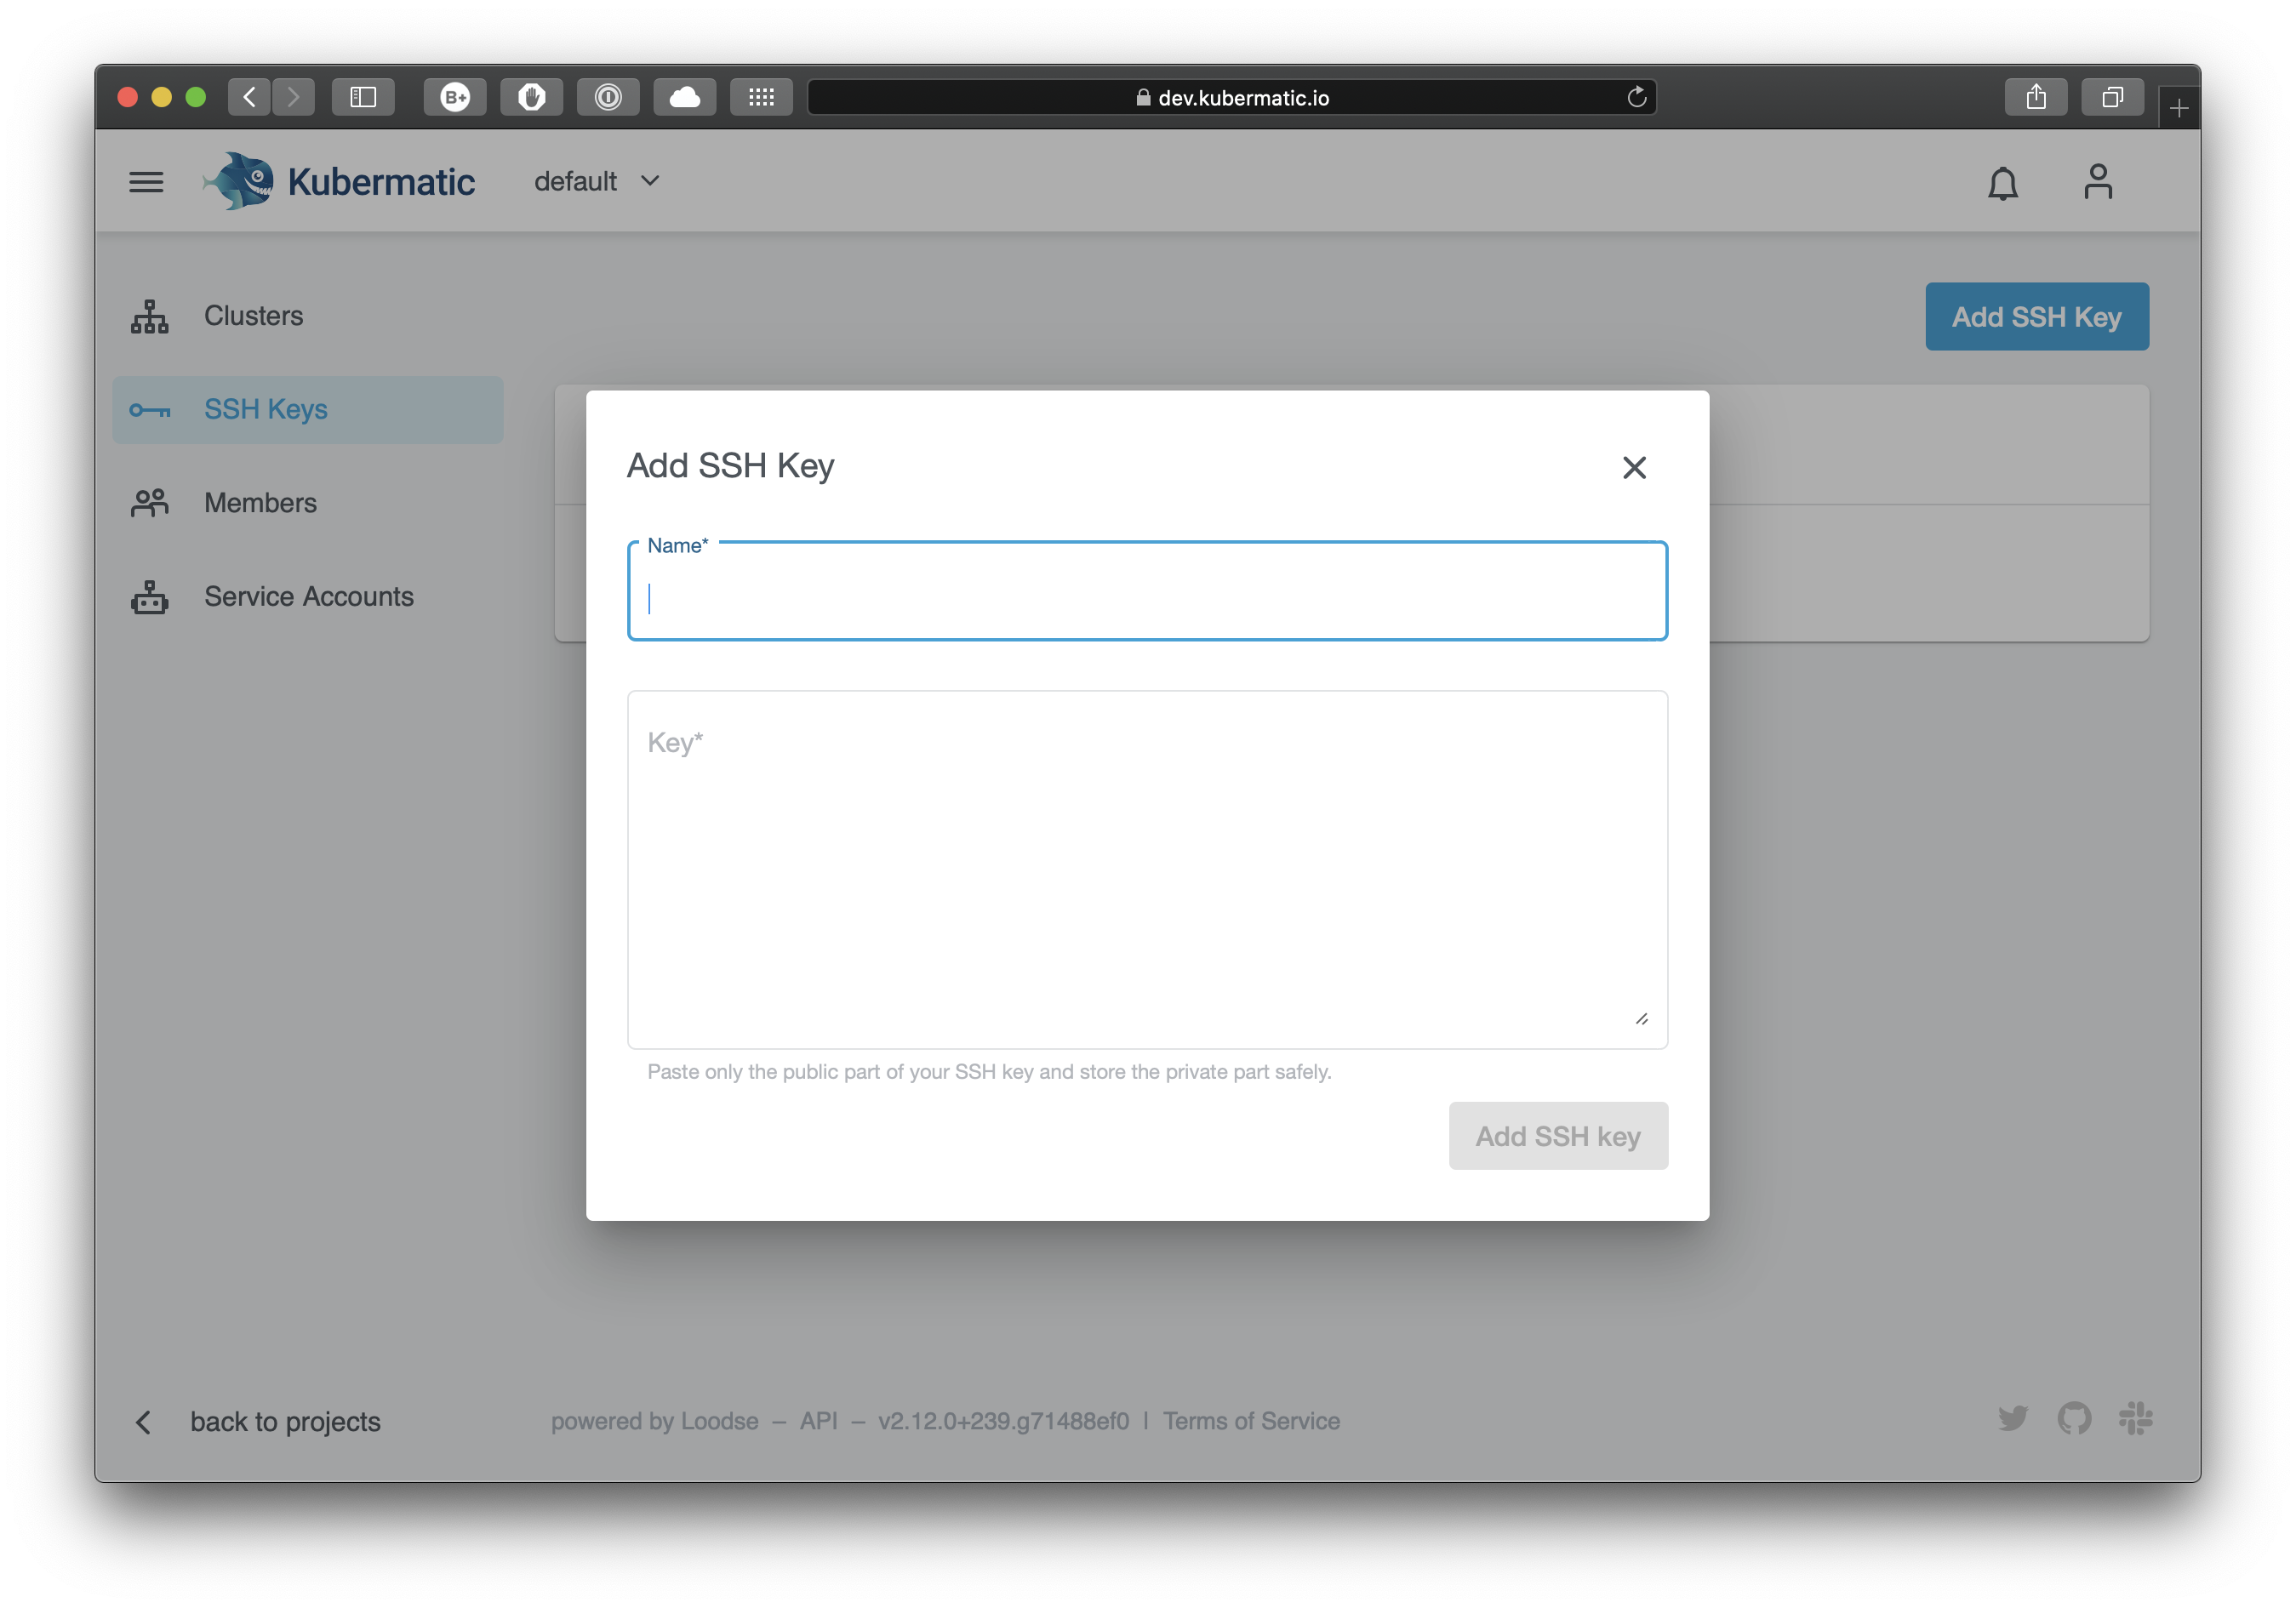 B+
dev.kubermatic.io
Kubermatic
default
Clusters
Add SSH Key
SSH Keys
Members
Service Accounts
Add SSH Key
Name*
Key*
Paste only the public part of your SSH key and store the private part safely.
Add SSH key
back to projects
powered by Loodse – API – v2.12.0+239.g71488ef0 | Terms of Service